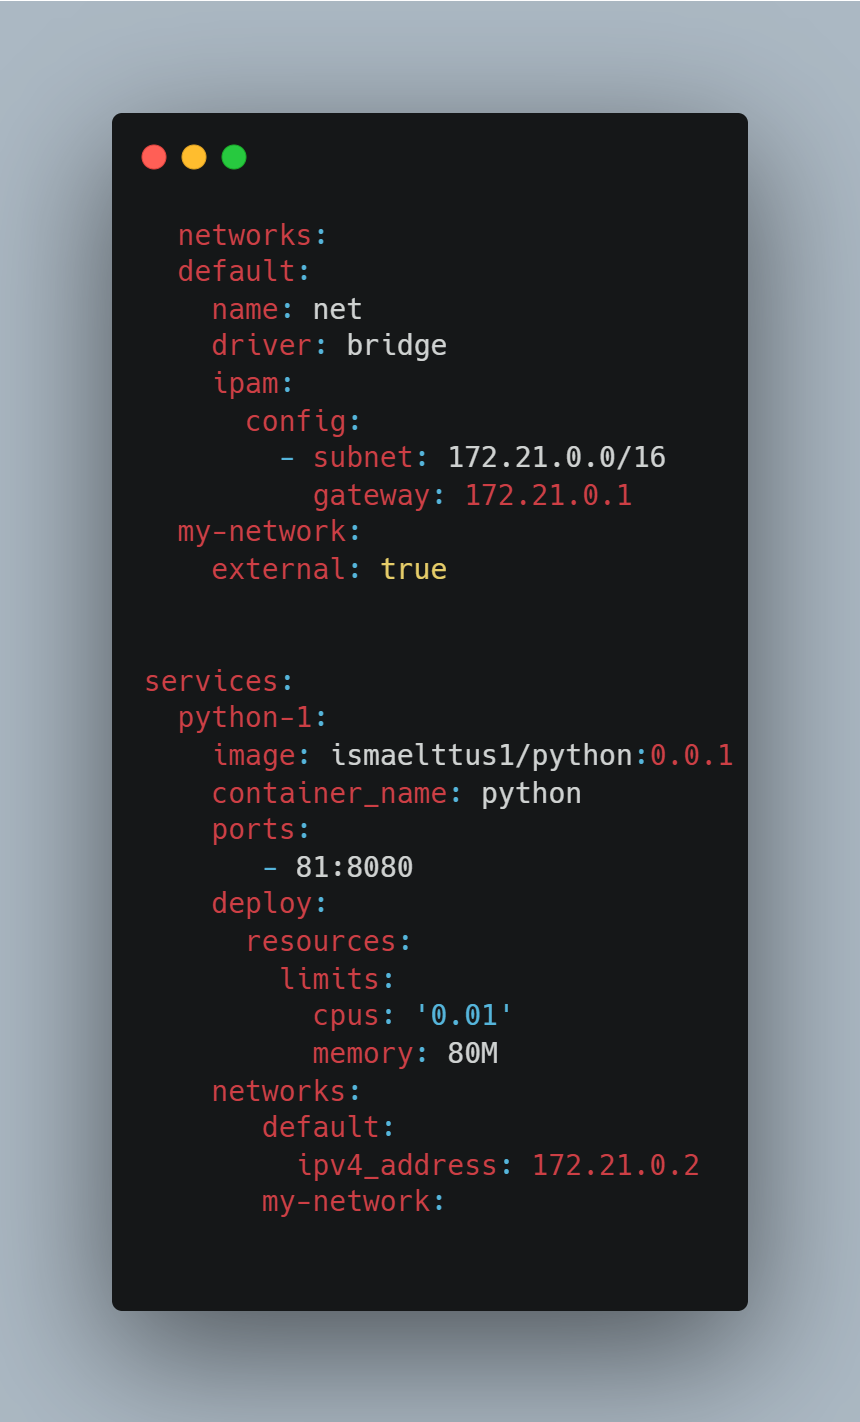 networks:
  default:
    name: net
    driver: bridge
    ipam:
      config:
        - subnet: 172.21.0.0/16
          gateway: 172.21.0.1
  my-network:
    external: true


services:
  python-1:
    image: ismaelttus1/python:0.0.1
    container_name: python
    ports:
       - 81:8080
    deploy:
      resources:
        limits:
          cpus: '0.01'
          memory: 80M
    networks:
       default:
         ipv4_address: 172.21.0.2
       my-network: